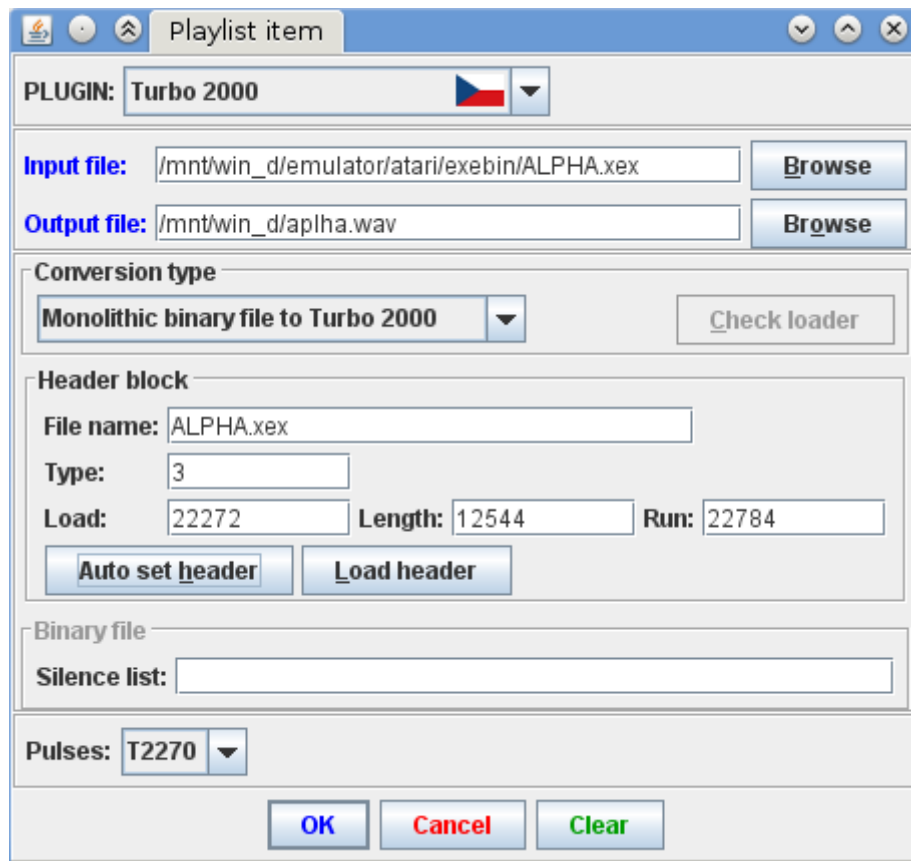 Playlist item
PLUGIN: Turbo 2000
Input file: /mnt/win_d/emulator/atari/exebin/ALPHA.xex Browse
Output file: /mnt/win_d/aplha.wav Browse
Conversion type
Monolithic binary file to Turbo 2000 Check loader
Header block
File name: ALPHA.xex
Type: 3
Load: 22272 Length: 12544 Run: 22784
Auto set header Load header
Binary file
Silence list:
Pulses: T2270
OK Cancel Clear